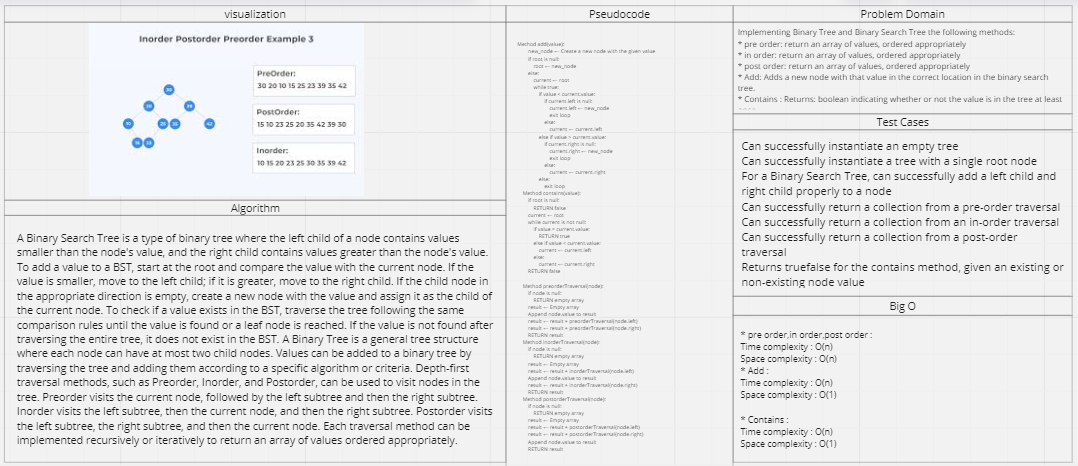 visualization
Inorder Postorder Preorder Example 3
PreOrder:
30 20 10 15 25 23 39 35 42
PostOrder:
15 10 23 25 20 35 42 39 30
Inorder:
10 15 20 23 25 30 35 39 42
Algorithm
A Binary Search Tree is a type of binary tree where the left child of a node contains values
smaller than the node's value, and the right child contains values greater than the node's value.
To add a value to a BST, start at the root and compare the value with the current node. If the
value is smaller, move to the left child; if it is greater, move to the right child. If the child node in
the appropriate direction is empty, create a new node with the value and assign it as the child of
the current node. To check if a value exists in the BST, traverse the tree following the same
comparison rules until the value is found or a leaf node is reached. If the value is not found after
traversing the entire tree, it does not exist in the BST. A Binary Tree is a general tree structure
where each node can have at most two child nodes. Values can be added to a binary tree by
traversing the tree and adding them according to a specific algorithm or criteria. Depth-first
traversal methods, such as Preorder, Inorder, and Postorder, can be used to visit nodes in the
tree. Preorder visits the current node, followed by the left subtree and then the right subtree.
Inorder visits the left subtree, then the current node, and then the right subtree. Postorder visits
the left subtree, the right subtree, and then the current node. Each traversal method can be
implemented recursively or iteratively to return an array of values ordered appropriately.
Pseudocode
Method add(value):
new_node ← Create a new node with the given value
if root is null:
root ← new_node
else:
current ← root
while true:
if value < current.value:
if current.left is null:
current.left ← new_node
exit loop
else:
current ← current.left
else if value > current.value:
if current.right is null:
current.right ← new_node
exit loop
else:
current ← current.right
else:
exit loop
Method contains(value):
if root is null:
RETURN false
current ← root
while current is not null:
if value = current.value:
RETURN true
else if value < current.value:
current ← current.left
else:
current ← current.right
RETURN false
Method preorderTraversal(node):
if node is null:
RETURN empty array
result ← Empty array
Append node.value to result
result ← result + preorderTraversal(node.left)
result ← result + preorderTraversal(node.right)
RETURN result
Method inorderTraversal(node):
if node is null:
RETURN empty array
result ← Empty array
result ← result + inorderTraversal(node.left)
Append node.value to result
result ← result + inorderTraversal(node.right)
RETURN result
Method postorderTraversal(node):
if node is null:
RETURN empty array
result ← Empty array
result ← result + postorderTraversal(node.left)
result ← result + postorderTraversal(node.right)
Append node.value to result
RETURN result
Problem Domain
Implementing Binary Tree and Binary Search Tree the following methods:
* pre order: return an array of values, ordered appropriately
* in order: return an array of values, ordered appropriately
* post order: return an array of values, ordered appropriately
* Add: Adds a new node with that value in the correct location in the binary search
tree.
* Contains : Returns: boolean indicating whether or not the value is in the tree at least
Test Cases
Can successfully instantiate an empty tree
Can successfully instantiate a tree with a single root node
For a Binary Search Tree, can successfully add a left child and
right child properly to a node
Can successfully return a collection from a pre-order traversal
Can successfully return a collection from an in-order traversal
Can successfully return a collection from a post-order
traversal
Returns truefalse for the contains method, given an existing or
non-existing node value
Big O
* pre order,in order,post order :
Time complexity : O(n)
Space complexity : O(n)
* Add :
Time complexity : O(n)
Space complexity : O(1)
* Contains :
Time complexity : O(n)
Space complexity : O(1)